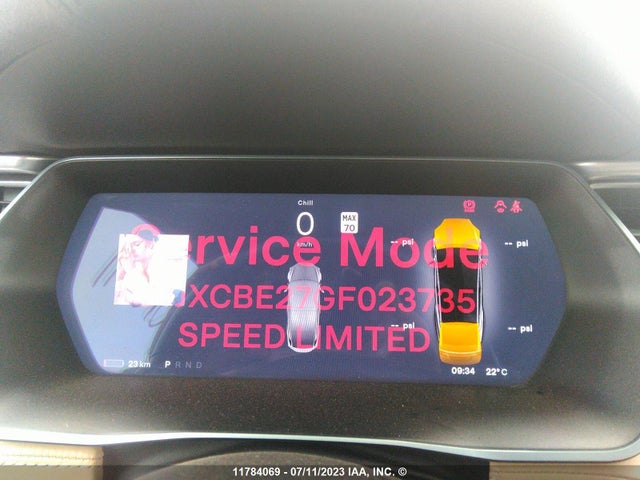 Chill
0
km/h
MAX
70
Service Mode
-- psi
-- psi
XCBE27GF023735
-- psi
-- psi
SPEED LIMITED
23 km
P R N D
09:34 22°C
11784069 - 07/11/2023 IAA, INC. ©